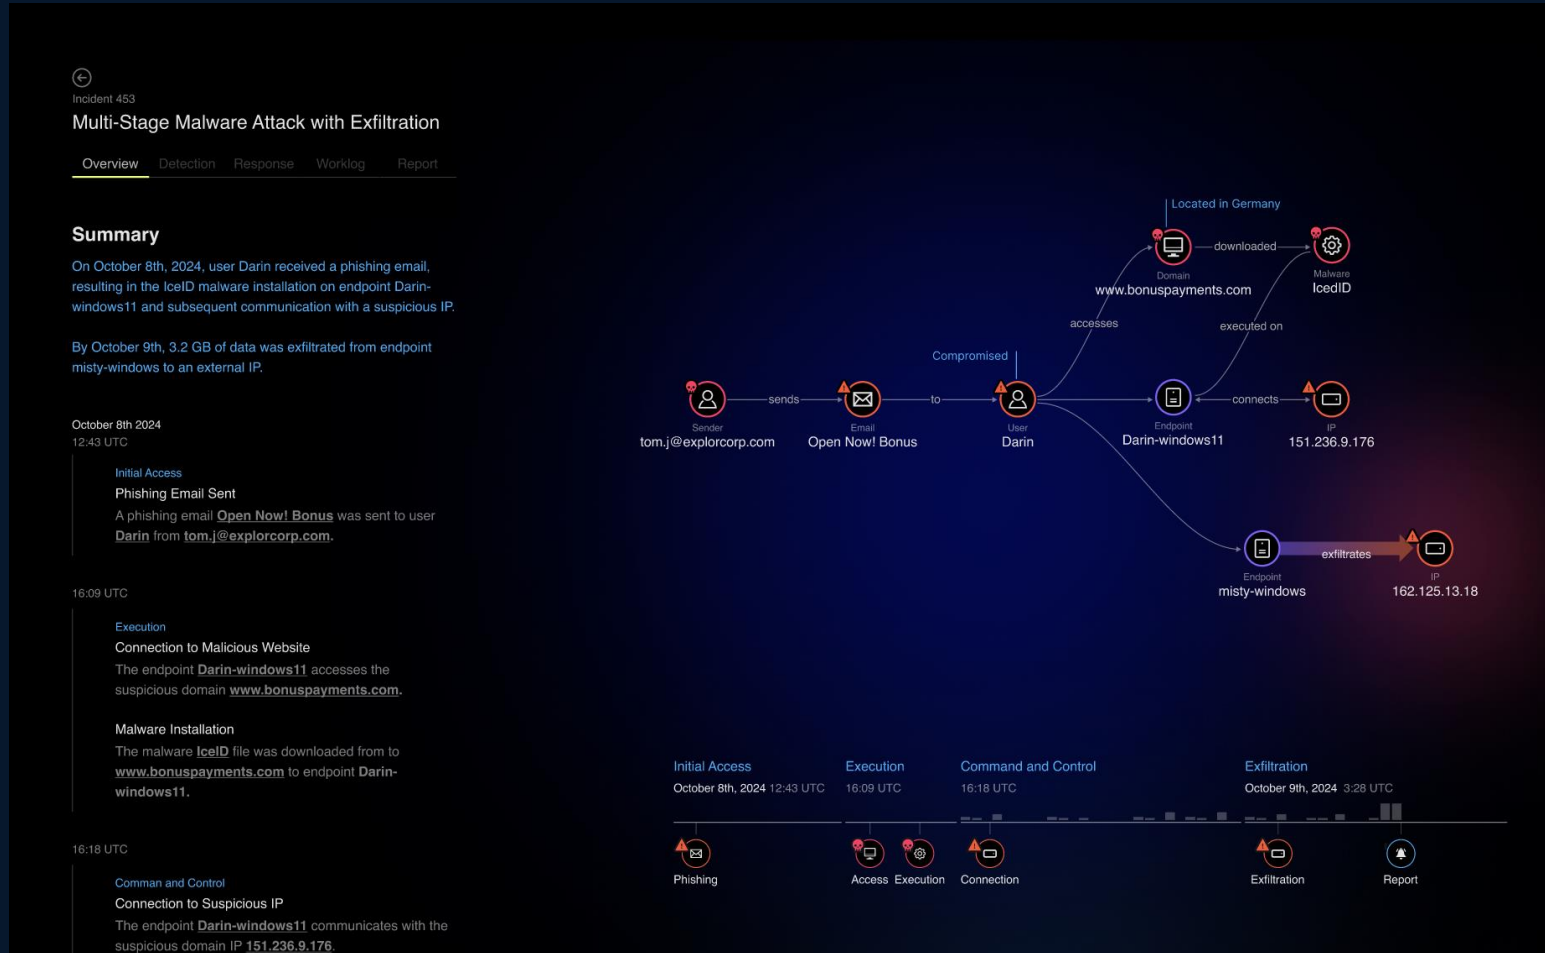 Incident 453
Multi-Stage Malware Attack with Exfiltration
Overview Detection Response Worklog Report
Summary
On October 8th, 2024, user Darin received a phishing email,
resulting in the IceID malware installation on endpoint Darin-
windows11 and subsequent communication with a suspicious IP.
By October 9th, 3.2 GB of data was exfiltrated from endpoint
misty-windows to an external IP.
October 8th 2024
12:43 UTC
Initial Access
Phishing Email Sent
A phishing email Open Now! Bonus was sent to user
Darin from tom.j@explorcorp.com.
16:09 UTC
Execution
Connection to Malicious Website
The endpoint Darin-windows11 accesses the
suspicious domain www.bonuspayments.com.
Malware Installation
The malware IceID file was downloaded from to
www.bonuspayments.com to endpoint Darin-
windows11.
16:18 UTC
Comman and Control
Connection to Suspicious IP
The endpoint Darin-windows11 communicates with the
suspicious domain IP 151.236.9.176.
Located in Germany
downloaded
Domain
www.bonuspayments.com
Malware
IcedID
accesses
executed on
Compromised
sends
to
connects
Sender
tom.j@explorcorp.com
Email
Open Now! Bonus
User
Darin
Endpoint
Darin-windows11
IP
151.236.9.176
exfiltrates
Endpoint
misty-windows
IP
162.125.13.18
Initial Access
October 8th, 2024 12:43 UTC
Execution
16:09 UTC
Command and Control
16:18 UTC
Exfiltration
October 9th, 2024 3:28 UTC
Phishing
Access
Execution
Connection
Exfiltration
Report